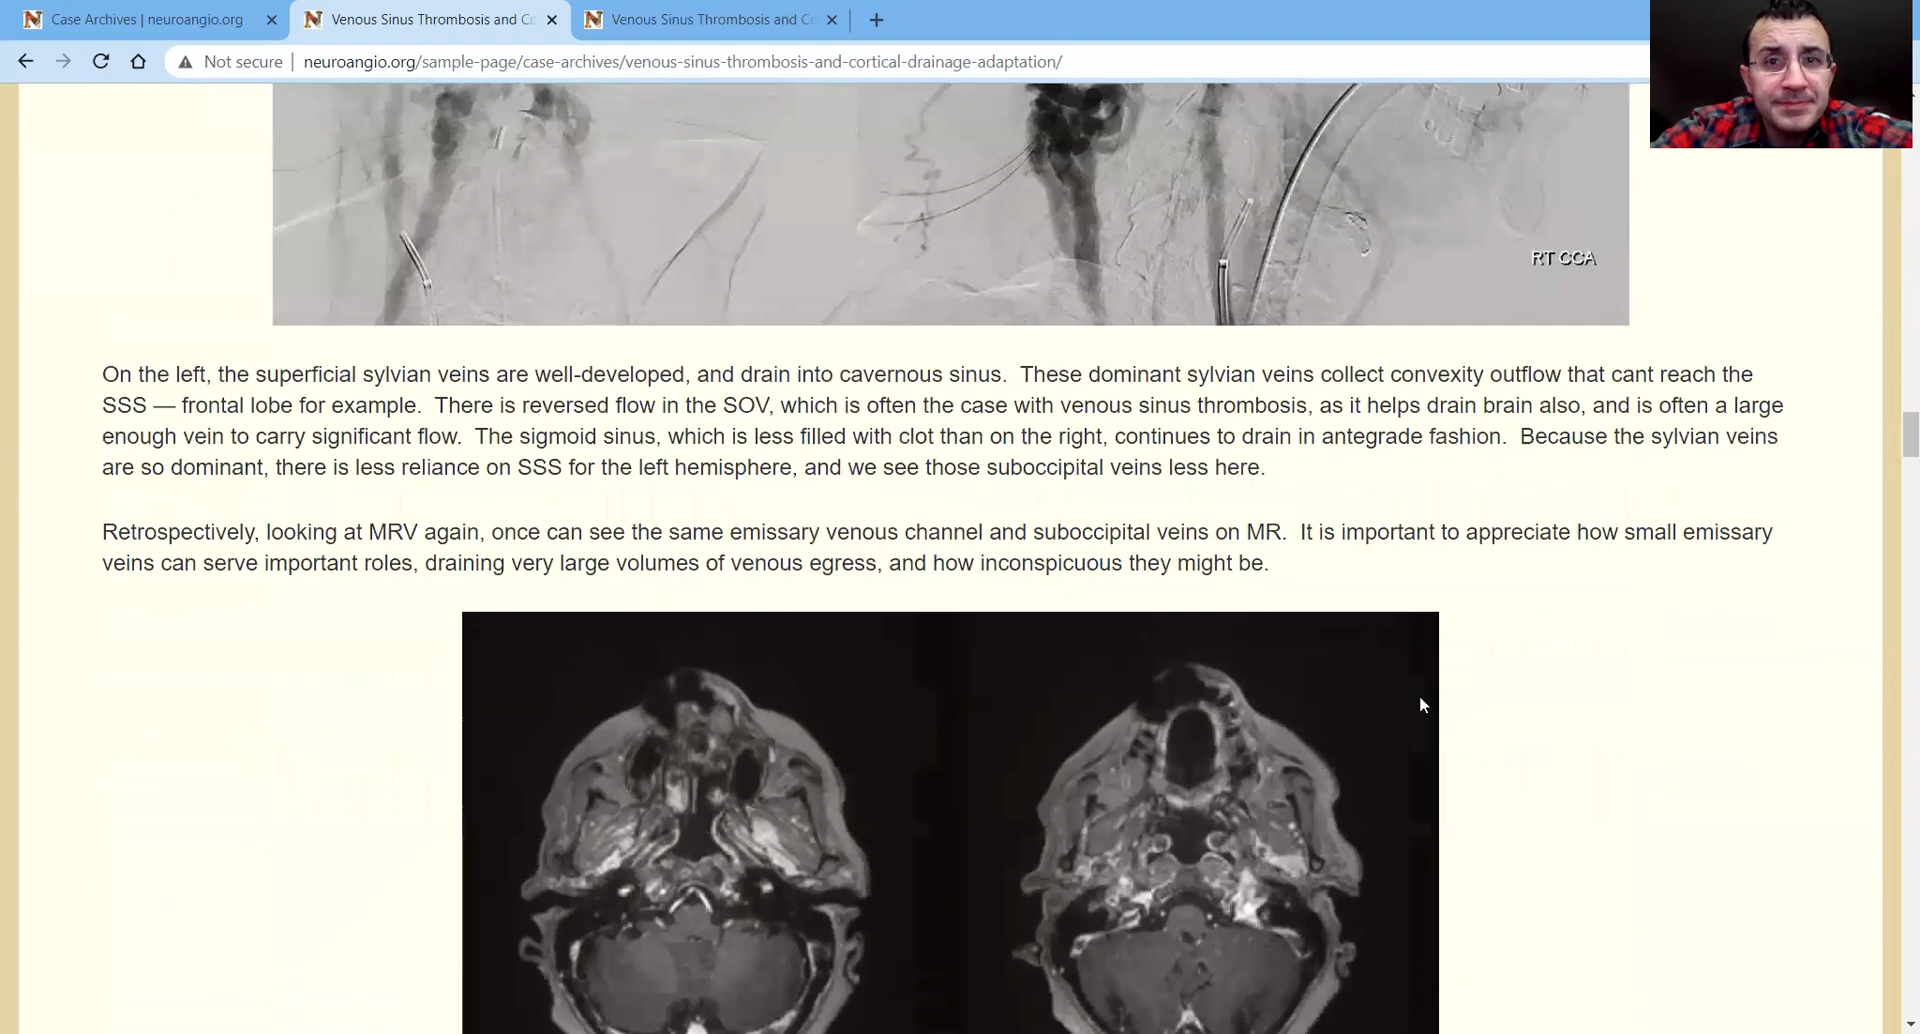 Case Archives | neuroangio.org
Venous Sinus Thrombosis and Co
Venous Sinus Thrombosis and Co
Not secure | neuroangio.org/sample-page/case-archives/venous-sinus-thrombosis-and-cortical-drainage-adaptation/
RT CCA
On the left, the superficial sylvian veins are well-developed, and drain into cavernous sinus.  These dominant sylvian veins collect convexity outflow that cant reach the
SSS — frontal lobe for example.  There is reversed flow in the SOV, which is often the case with venous sinus thrombosis, as it helps drain brain also, and is often a large
enough vein to carry significant flow.  The sigmoid sinus, which is less filled with clot than on the right, continues to drain in antegrade fashion.  Because the sylvian veins
are so dominant, there is less reliance on SSS for the left hemisphere, and we see those suboccipital veins less here.
Retrospectively, looking at MRV again, once can see the same emissary venous channel and suboccipital veins on MR.  It is important to appreciate how small emissary
veins can serve important roles, draining very large volumes of venous egress, and how inconspicuous they might be.